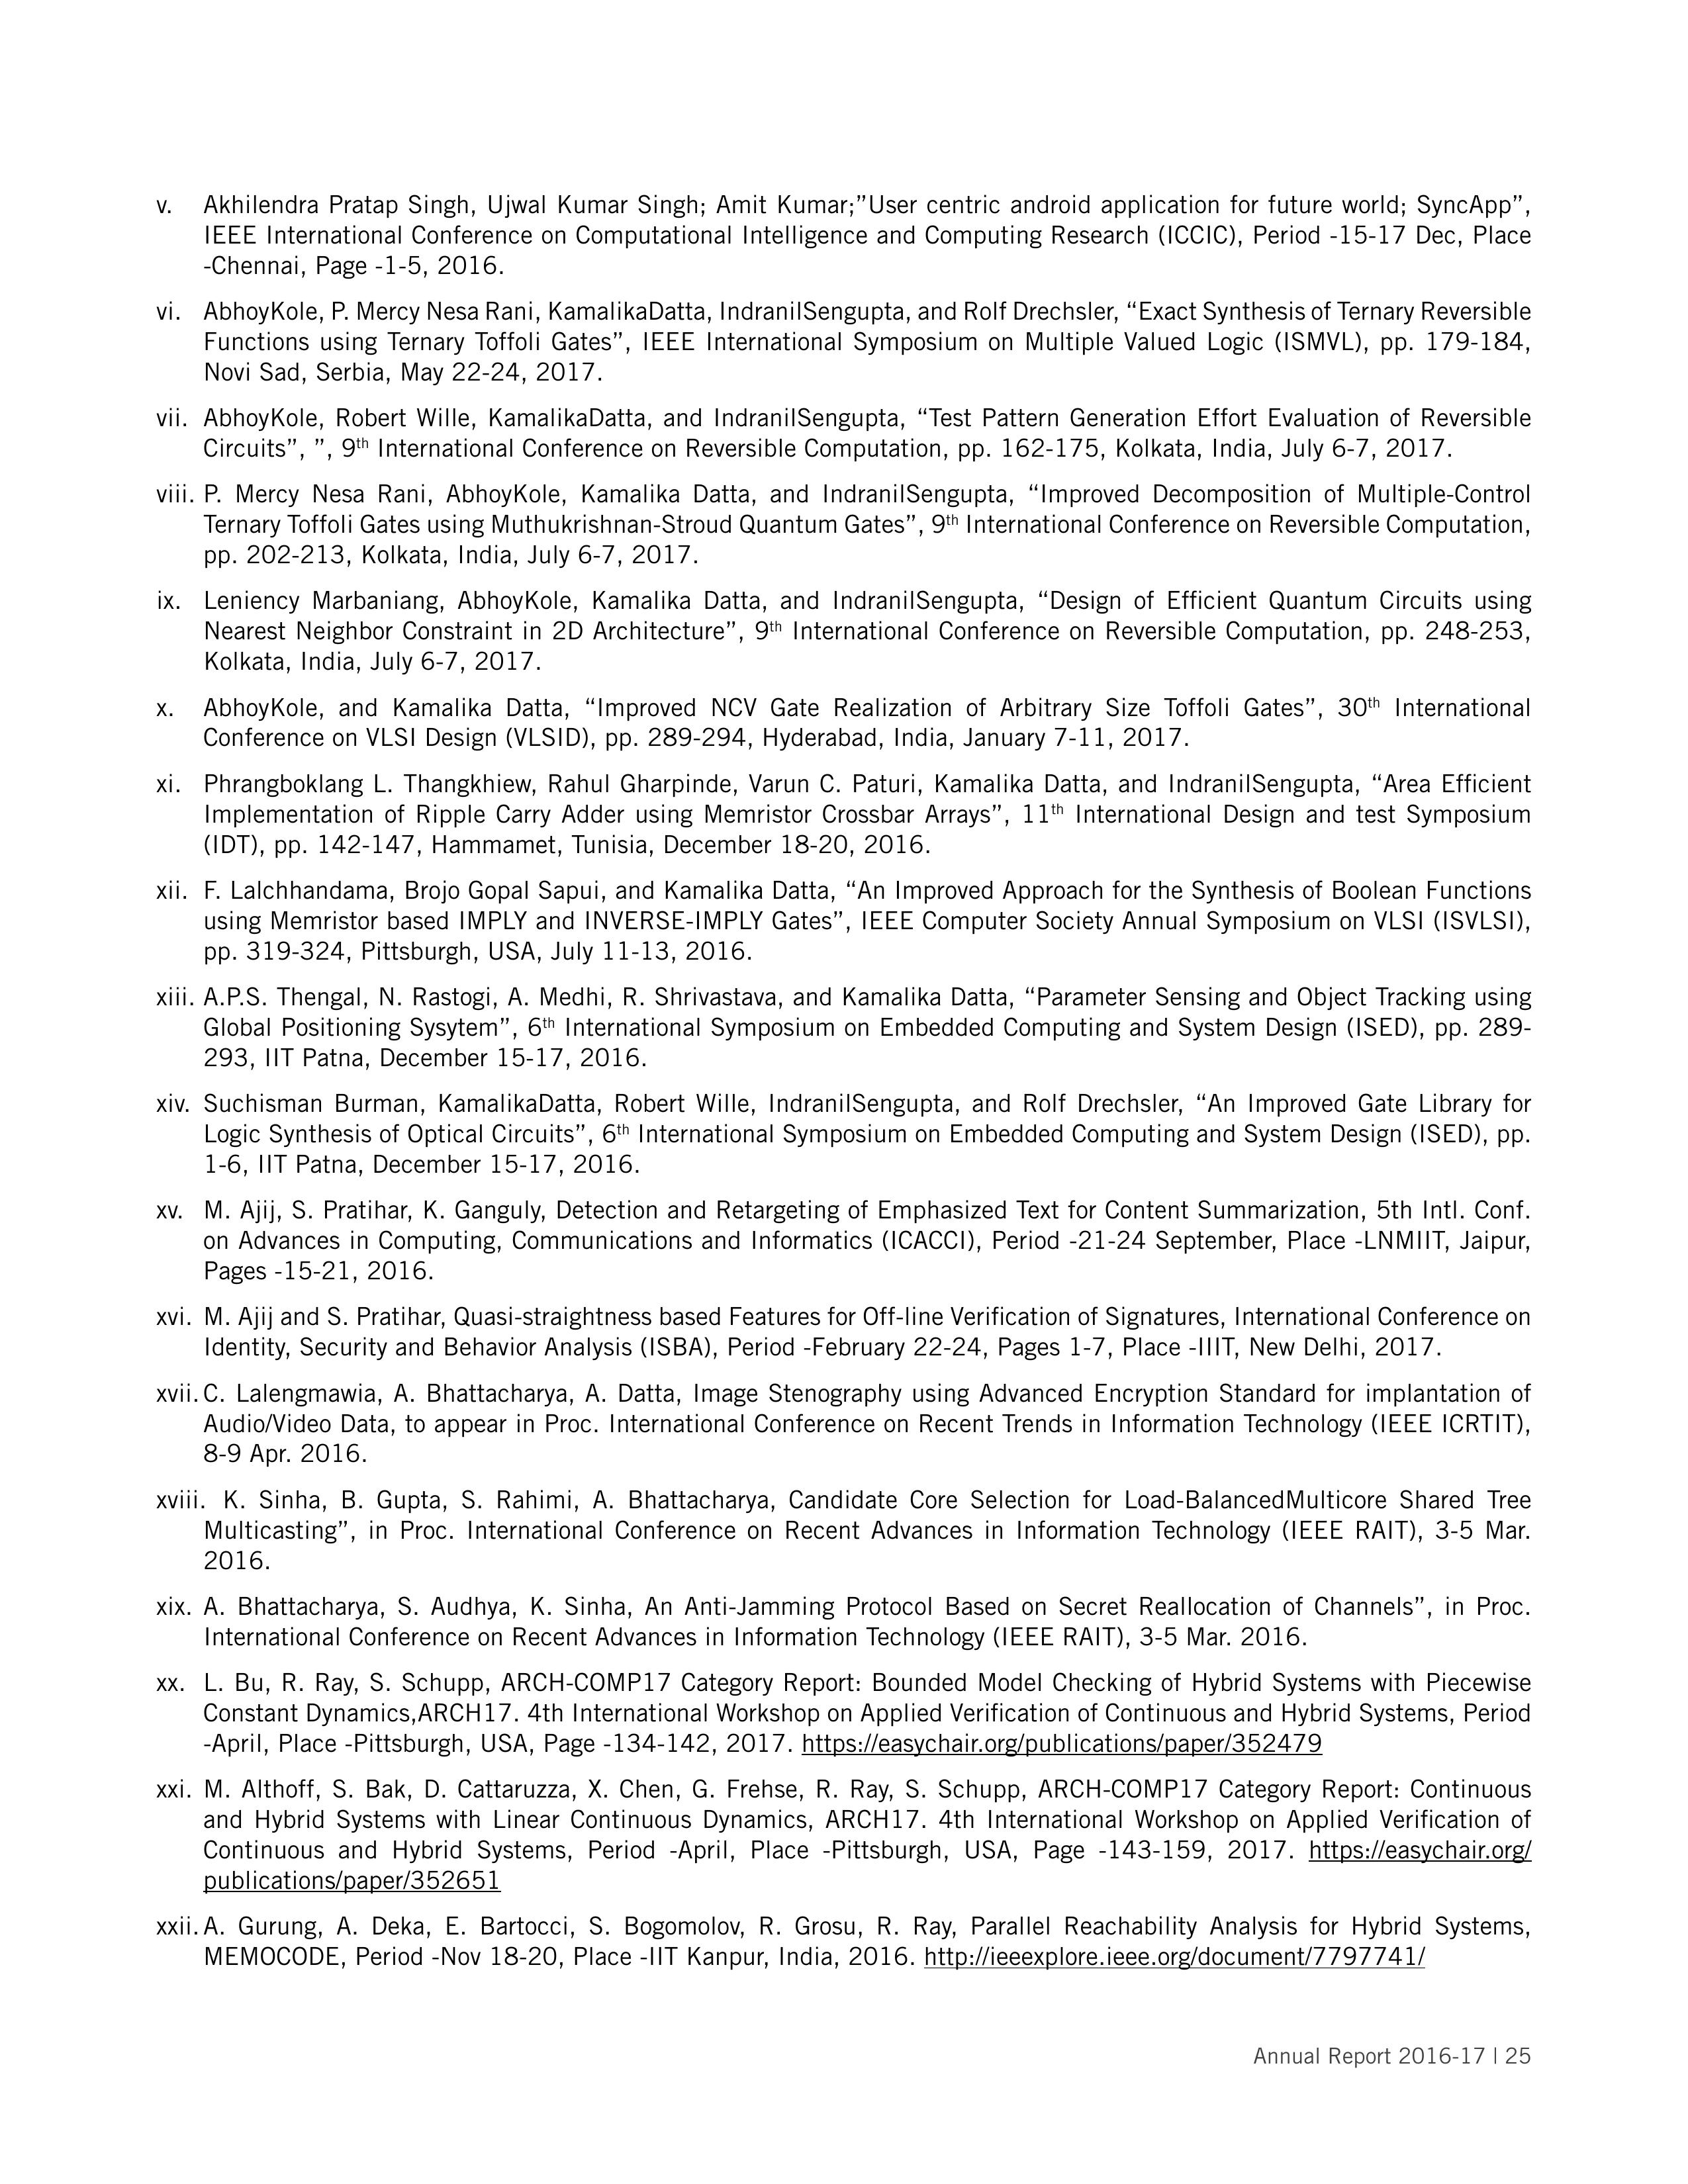 v. Akhilendra Pratap Singh, Ujwal Kumar Singh; Amit Kumar;”User centric android application for future world; SyncApp”,
IEEE International Conference on Computational Intelligence and Computing Research (ICCIC), Period -15-17 Dec, Place
-Chennai, Page -1-5, 2016.
vi. AbhoyKole, P. Mercy Nesa Rani, KamalikaDatta, IndranilSengupta, and Rolf Drechsler, “Exact Synthesis of Ternary Reversible
Functions using Ternary Toffoli Gates”, IEEE International Symposium on Multiple Valued Logic (ISMVL), pp. 179-184,
Novi Sad, Serbia, May 22-24, 2017.
vii. AbhoyKole, Robert Wille, KamalikaDatta, and IndranilSengupta, “Test Pattern Generation Effort Evaluation of Reversible
Circuits”, ”, 9th International Conference on Reversible Computation, pp. 162-175, Kolkata, India, July 6-7, 2017.
viii. P. Mercy Nesa Rani, AbhoyKole, Kamalika Datta, and IndranilSengupta, “Improved Decomposition of Multiple-Control
Ternary Toffoli Gates using Muthukrishnan-Stroud Quantum Gates”, 9th International Conference on Reversible Computation,
pp. 202-213, Kolkata, India, July 6-7, 2017.
ix. Leniency Marbaniang, AbhoyKole, Kamalika Datta, and IndranilSengupta, “Design of Efficient Quantum Circuits using
Nearest Neighbor Constraint in 2D Architecture”, 9th International Conference on Reversible Computation, pp. 248-253,
Kolkata, India, July 6-7, 2017.
x. AbhoyKole, and Kamalika Datta, “Improved NCV Gate Realization of Arbitrary Size Toffoli Gates”, 30th International
Conference on VLSI Design (VLSID), pp. 289-294, Hyderabad, India, January 7-11, 2017.
xi. Phrangboklang L. Thangkhiew, Rahul Gharpinde, Varun C. Paturi, Kamalika Datta, and IndranilSengupta, “Area Efficient
Implementation of Ripple Carry Adder using Memristor Crossbar Arrays”, 11th International Design and test Symposium
(IDT), pp. 142-147, Hammamet, Tunisia, December 18-20, 2016.
xii. F. Lalchhandama, Brojo Gopal Sapui, and Kamalika Datta, “An Improved Approach for the Synthesis of Boolean Functions
using Memristor based IMPLY and INVERSE-IMPLY Gates”, IEEE Computer Society Annual Symposium on VLSI (ISVLSI),
pp. 319-324, Pittsburgh, USA, July 11-13, 2016.
xiii. A.P.S. Thengal, N. Rastogi, A. Medhi, R. Shrivastava, and Kamalika Datta, “Parameter Sensing and Object Tracking using
Global Positioning Sysytem”, 6th International Symposium on Embedded Computing and System Design (ISED), pp. 289-
293, IIT Patna, December 15-17, 2016.
xiv. Suchisman Burman, KamalikaDatta, Robert Wille, IndranilSengupta, and Rolf Drechsler, “An Improved Gate Library for
Logic Synthesis of Optical Circuits”, 6th International Symposium on Embedded Computing and System Design (ISED), pp.
1-6, IIT Patna, December 15-17, 2016.
xv. M. Ajij, S. Pratihar, K. Ganguly, Detection and Retargeting of Emphasized Text for Content Summarization, 5th Intl. Conf.
on Advances in Computing, Communications and Informatics (ICACCI), Period -21-24 September, Place -LNMIIT, Jaipur,
Pages -15-21, 2016.
xvi. M. Ajij and S. Pratihar, Quasi-straightness based Features for Off-line Verification of Signatures, International Conference on
Identity, Security and Behavior Analysis (ISBA), Period -February 22-24, Pages 1-7, Place -IIIT, New Delhi, 2017.
xvii. C. Lalengmawia, A. Bhattacharya, A. Datta, Image Stenography using Advanced Encryption Standard for implantation of
Audio/Video Data, to appear in Proc. International Conference on Recent Trends in Information Technology (IEEE ICRTIT),
8-9 Apr. 2016.
xviii. K. Sinha, B. Gupta, S. Rahimi, A. Bhattacharya, Candidate Core Selection for Load-BalancedMulticore Shared Tree
Multicasting”, in Proc. International Conference on Recent Advances in Information Technology (IEEE RAIT), 3-5 Mar.
2016.
xix. A. Bhattacharya, S. Audhya, K. Sinha, An Anti-Jamming Protocol Based on Secret Reallocation of Channels”, in Proc.
International Conference on Recent Advances in Information Technology (IEEE RAIT), 3-5 Mar. 2016.
xx. L. Bu, R. Ray, S. Schupp, ARCH-COMP17 Category Report: Bounded Model Checking of Hybrid Systems with Piecewise
Constant Dynamics,ARCH17. 4th International Workshop on Applied Verification of Continuous and Hybrid Systems, Period
-April, Place -Pittsburgh, USA, Page -134-142, 2017. https://easychair.org/publications/paper/352479
xxi. M. Althoff, S. Bak, D. Cattaruzza, X. Chen, G. Frehse, R. Ray, S. Schupp, ARCH-COMP17 Category Report: Continuous
and Hybrid Systems with Linear Continuous Dynamics, ARCH17. 4th International Workshop on Applied Verification of
Continuous and Hybrid Systems, Period -April, Place -Pittsburgh, USA, Page -143-159, 2017. https://easychair.org/
publications/paper/352651
xxii. A. Gurung, A. Deka, E. Bartocci, S. Bogomolov, R. Grosu, R. Ray, Parallel Reachability Analysis for Hybrid Systems,
MEMOCODE, Period -Nov 18-20, Place -IIT Kanpur, India, 2016. http://ieeexplore.ieee.org/document/7797741/
Annual Report 2016-17 | 25